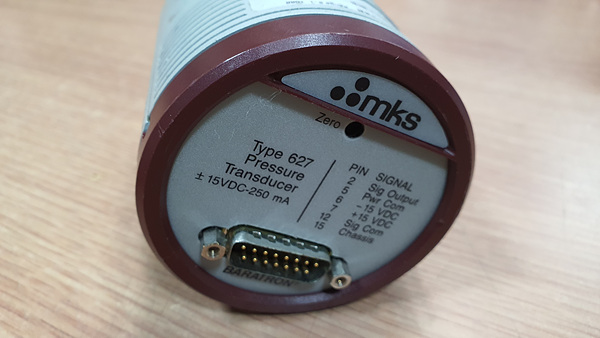 mks
Zero
Type 627
Pressure
Transducer
± 15VDC-250 mA
PIN SIGNAL
2 Sig Output
5 Pwr Com
6 - 15 VDC
7 +15 VDC
12 Sig Com
15 Chassis
BARATRON